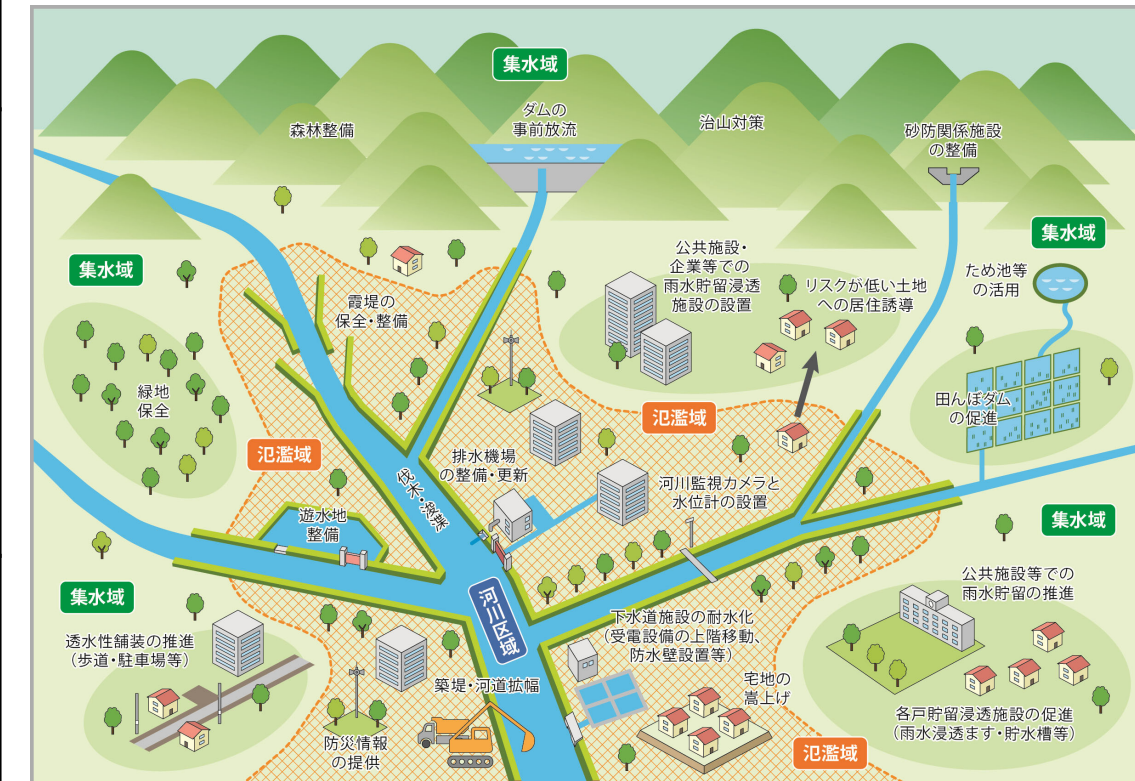 集水域
ダムの
事前放流
森林整備
治山対策
砂防関係施設
の整備
集水域
ため池等
の活用
集水域
公共施設・
企業等での
雨水貯留浸透
施設の設置
リスクが低い土地
への居住誘導
霞堤の
保全・整備
緑地
保全
田んぼダム
の促進
氾濫域
氾濫域
排水機場
の整備・更新
伐木・浚渫
河川監視カメラと
水位計の設置
遊水地
整備
集水域
集水域
公共施設等での
雨水貯留の推進
河川区域
下水道施設の耐水化
（受電設備の上階移動、
防水壁設置等）
透水性舗装の推進
（歩道・駐車場等）
築堤・河道拡幅
宅地の
嵩上げ
防災情報
の提供
各戸貯留浸透施設の促進
（雨水浸透ます・貯水槽等）
氾濫域